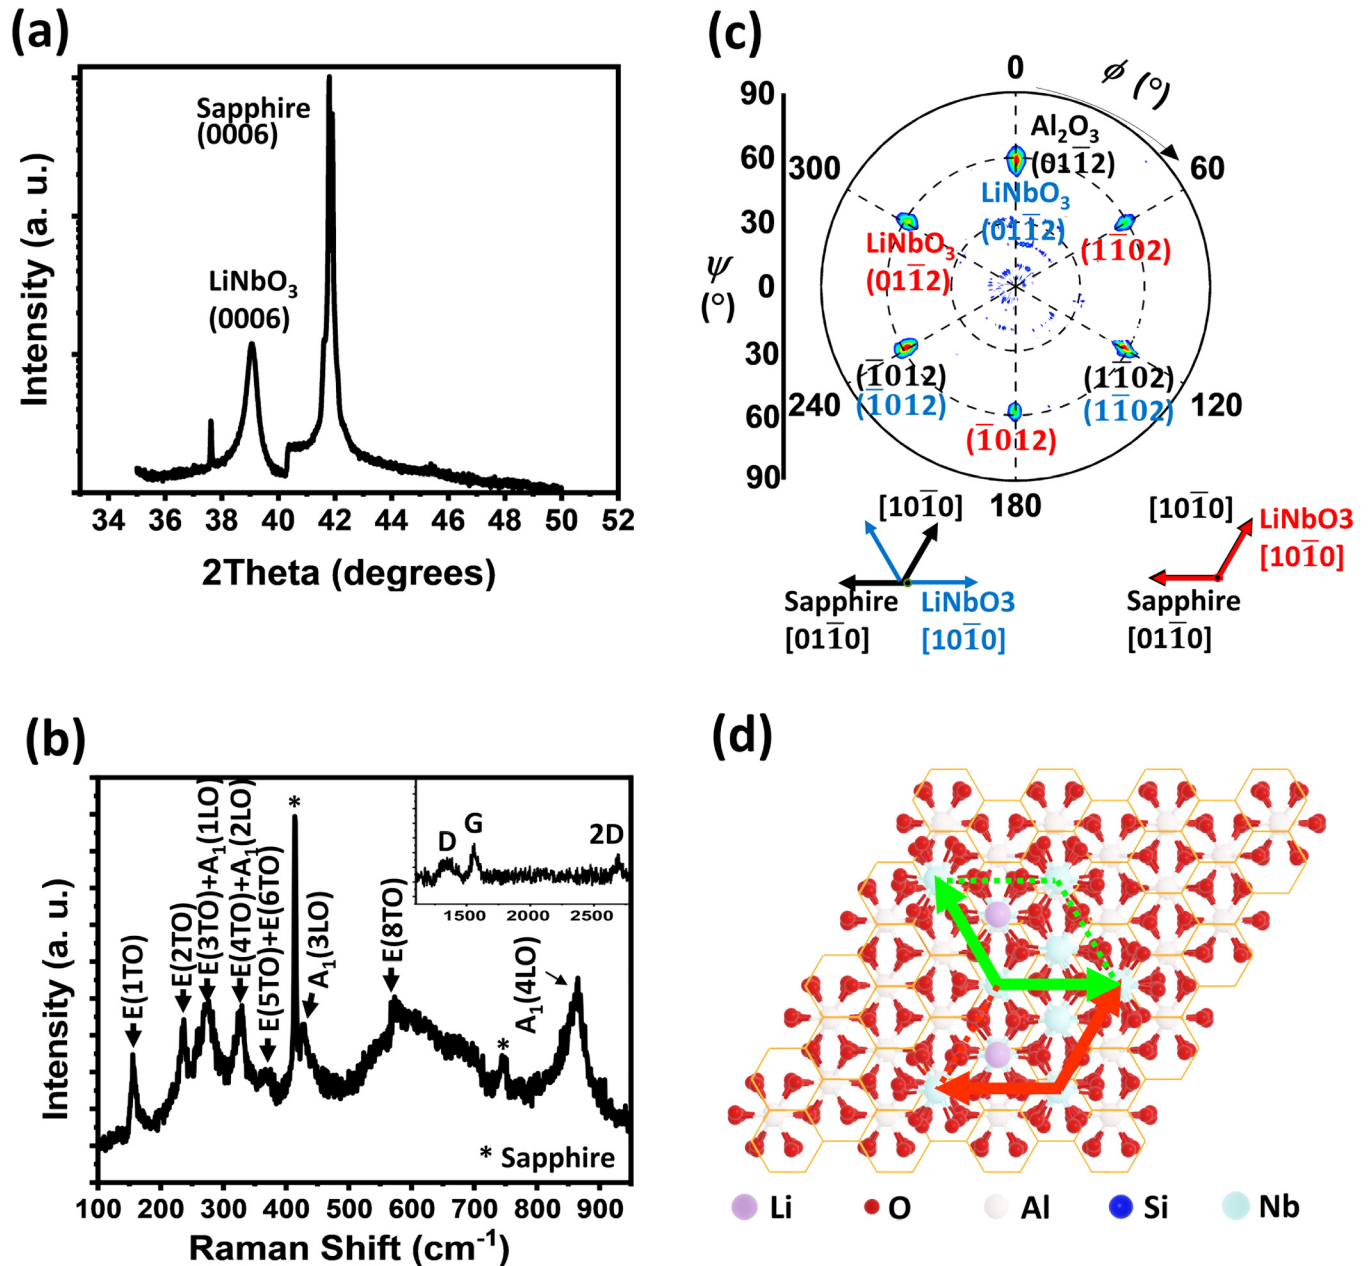 (a)
Sapphire
(0006)
LiNbO₃
(0006)
Intensity (a. u.)
34 36 38 40 42 44 46 48 50 52
2Theta (degrees)
(c)
0
ϕ (°)
90
60
30
0
30
60
90
ψ
(°)
300
60
240
120
180
Al₂O₃
(011̅2)
LiNbO₃
(011̅2)
LiNbO₃
(011̅2)
(11̅02)
(1̅012)
(1̅012)
(11̅02)
(11̅02)
(1̅012)
[101̅0]
Sapphire
[011̅0]
LiNbO3
[101̅0]
[101̅0]
LiNbO3
[101̅0]
Sapphire
[011̅0]
(b)
Intensity (a. u.)
E(1TO)
E(2TO)
E(3TO)+A₁(1LO)
E(4TO)+A₁(2LO)
E(5TO)+E(6TO)
*
A₁(3LO)
E(8TO)
*
A₁(4LO)
D
G
2D
1500 2000 2500
* Sapphire
100 200 300 400 500 600 700 800 900
Raman Shift (cm⁻¹)
(d)
Li O Al Si Nb